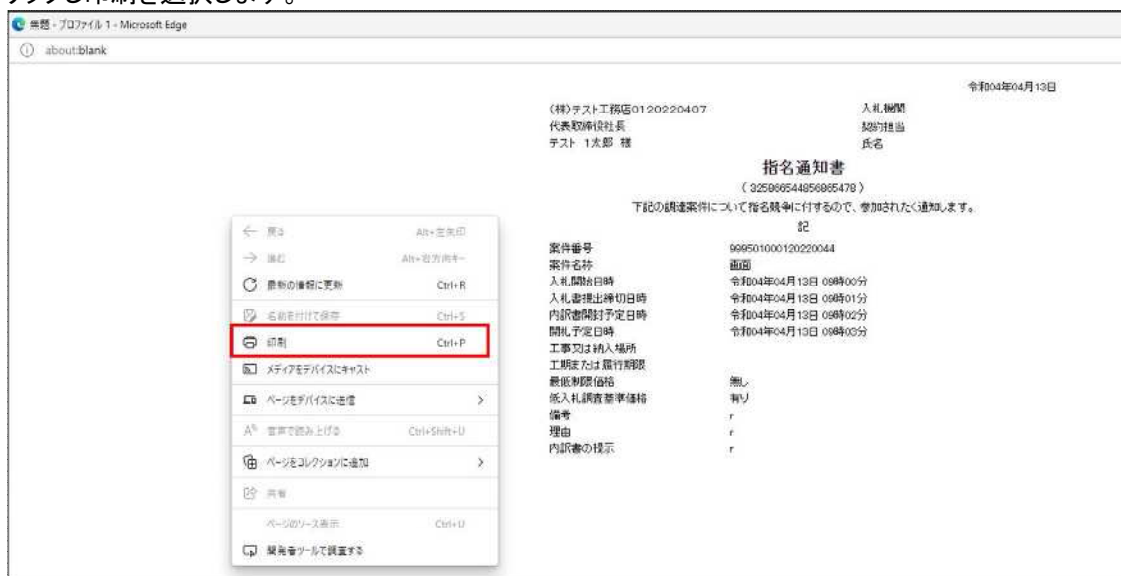 クリックし印刷を選択します。
無題 - プロファイル 1 - Microsoft Edge
about:blank
令和04年04月13日
(株)テスト工務店0120220407 入札機関
代表取締役社長 契約担当
テスト 1太郎 様 氏名
指名通知書
( 325866544856865478 )
下記の調達案件について指名競争に付するので、参加されたく通知します。
記
案件番号 999501000120220044
案件名称 画面
入札開始日時 令和04年04月13日 09時00分
入札書提出締切日時 令和04年04月13日 09時01分
内訳書開封予定日時 令和04年04月13日 09時02分
開札予定日時 令和04年04月13日 09時03分
工事又は納入場所
工期または履行期限
最低制限価格 無し
低入札調査基準価格 有り
備考 r
理由 r
内訳書の提示 r
戻る Alt+左矢印
進む Alt+右方向キー
最新の情報に更新 Ctrl+R
名前を付けて保存 Ctrl+S
印刷 Ctrl+P
メディアをデバイスにキャスト
ページをデバイスに送信
音声で読み上げる Ctrl+Shift+U
ページをコレクションに追加
共有
ページのソース表示 Ctrl+U
開発者ツールで調査する